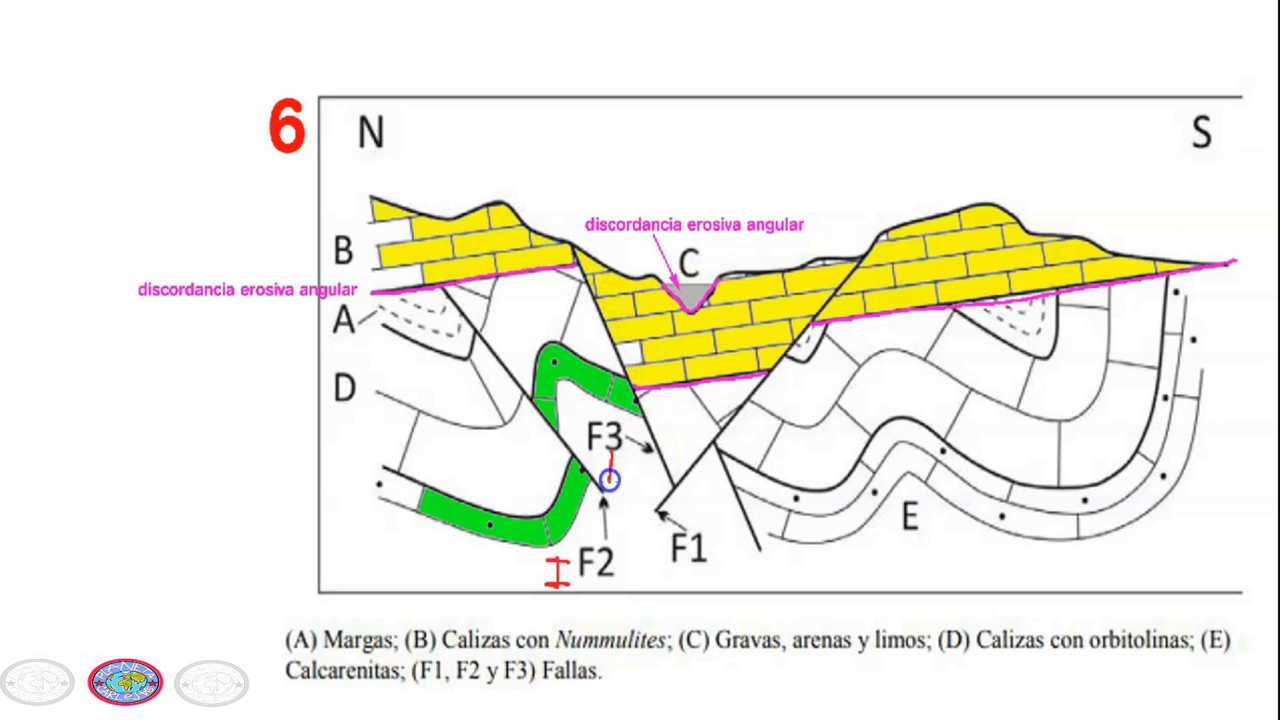 6
N
S
discordancia erosiva angular
C
B
discordancia erosiva angular
A
D
F3
I
E
F2
F1
(A) Margas; (B) Calizas con Nummulites; (C) Gravas, arenas y limos; (D) Calizas con orbitolinas; (E)
Calcarenitas; (F1, F2 y F3) Fallas.